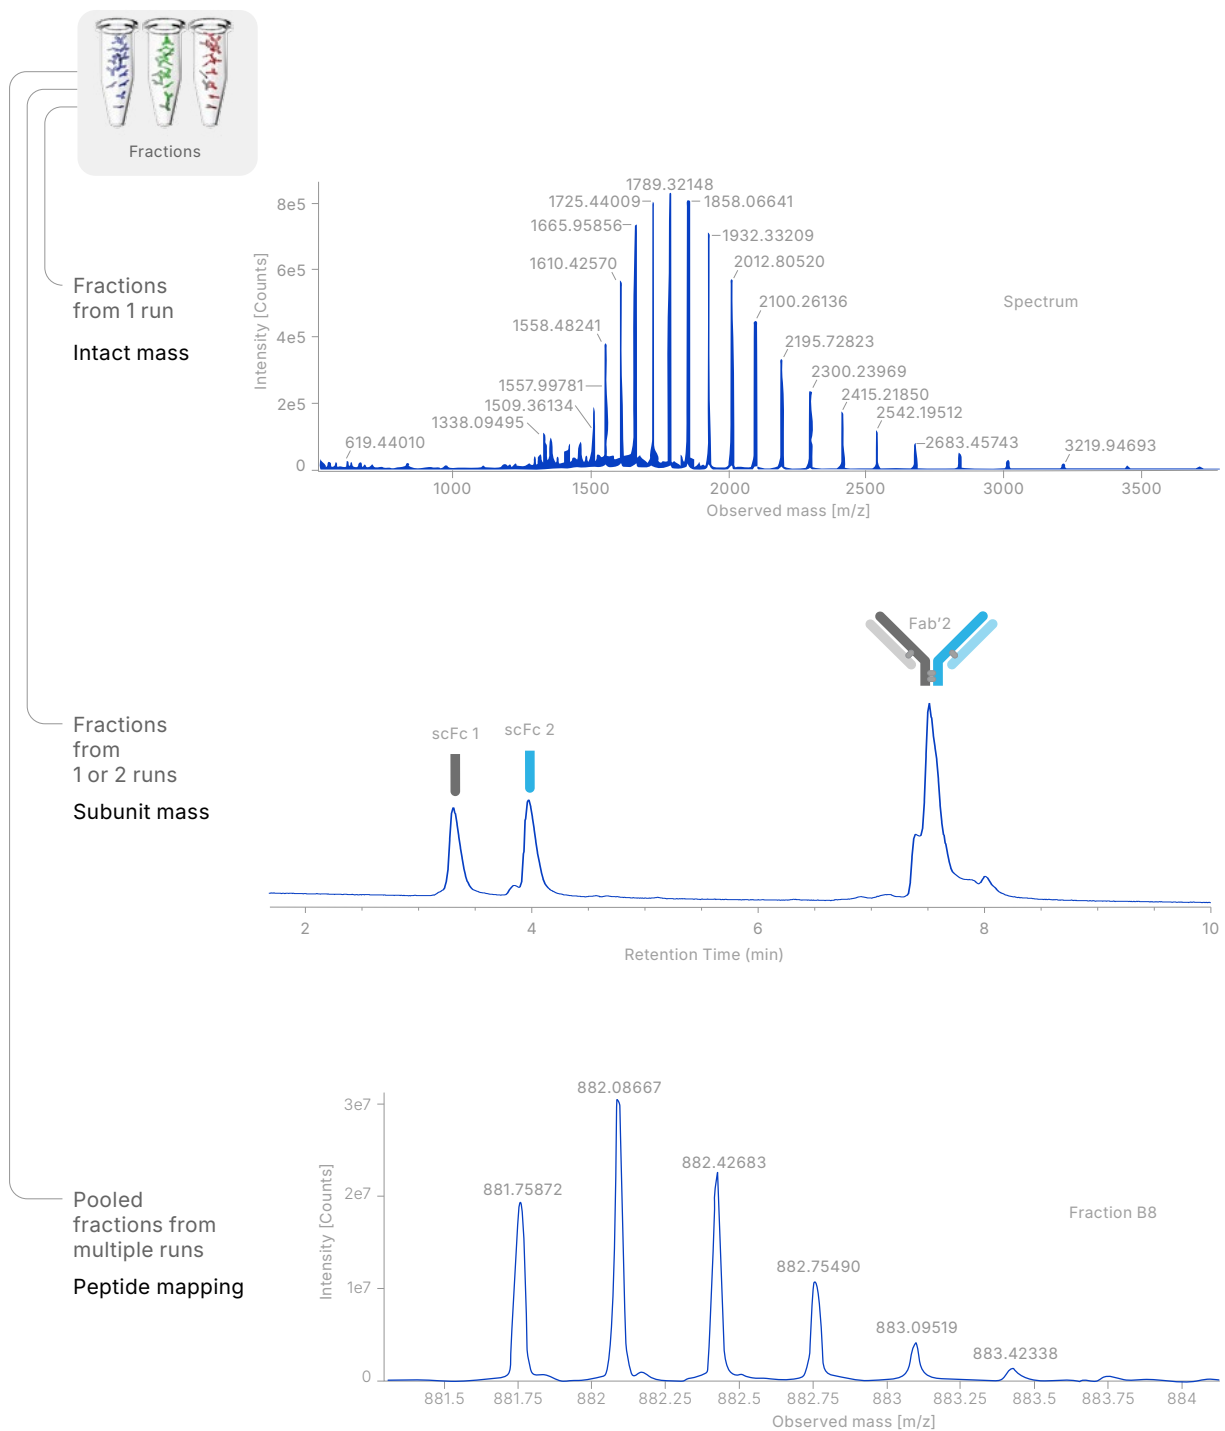 Fractions
Fractions
from 1 run
Intact mass
Intensity [Counts]
8e5
6e5
4e5
2e5
0
619.44010
1338.09495
1509.36134
1557.99781
1558.48241
1610.42570
1665.95856
1725.44009
1789.32148
1858.06641
1932.33209
2012.80520
2100.26136
2195.72823
2300.23969
2415.21850
2542.19512
2683.45743
3219.94693
Spectrum
1000
1500
2000
2500
3000
3500
Observed mass [m/z]
Fractions
from
1 or 2 runs
Subunit mass
scFc 1
scFc 2
Fab'2
2
4
6
8
10
Retention Time (min)
Pooled
fractions from
multiple runs
Peptide mapping
Intensity [Counts]
3e7
2e7
1e7
0
881.75872
882.08667
882.42683
882.75490
883.09519
883.42338
Fraction B8
881.5
881.75
882
882.25
882.5
882.75
883
883.25
883.5
883.75
884
Observed mass [m/z]